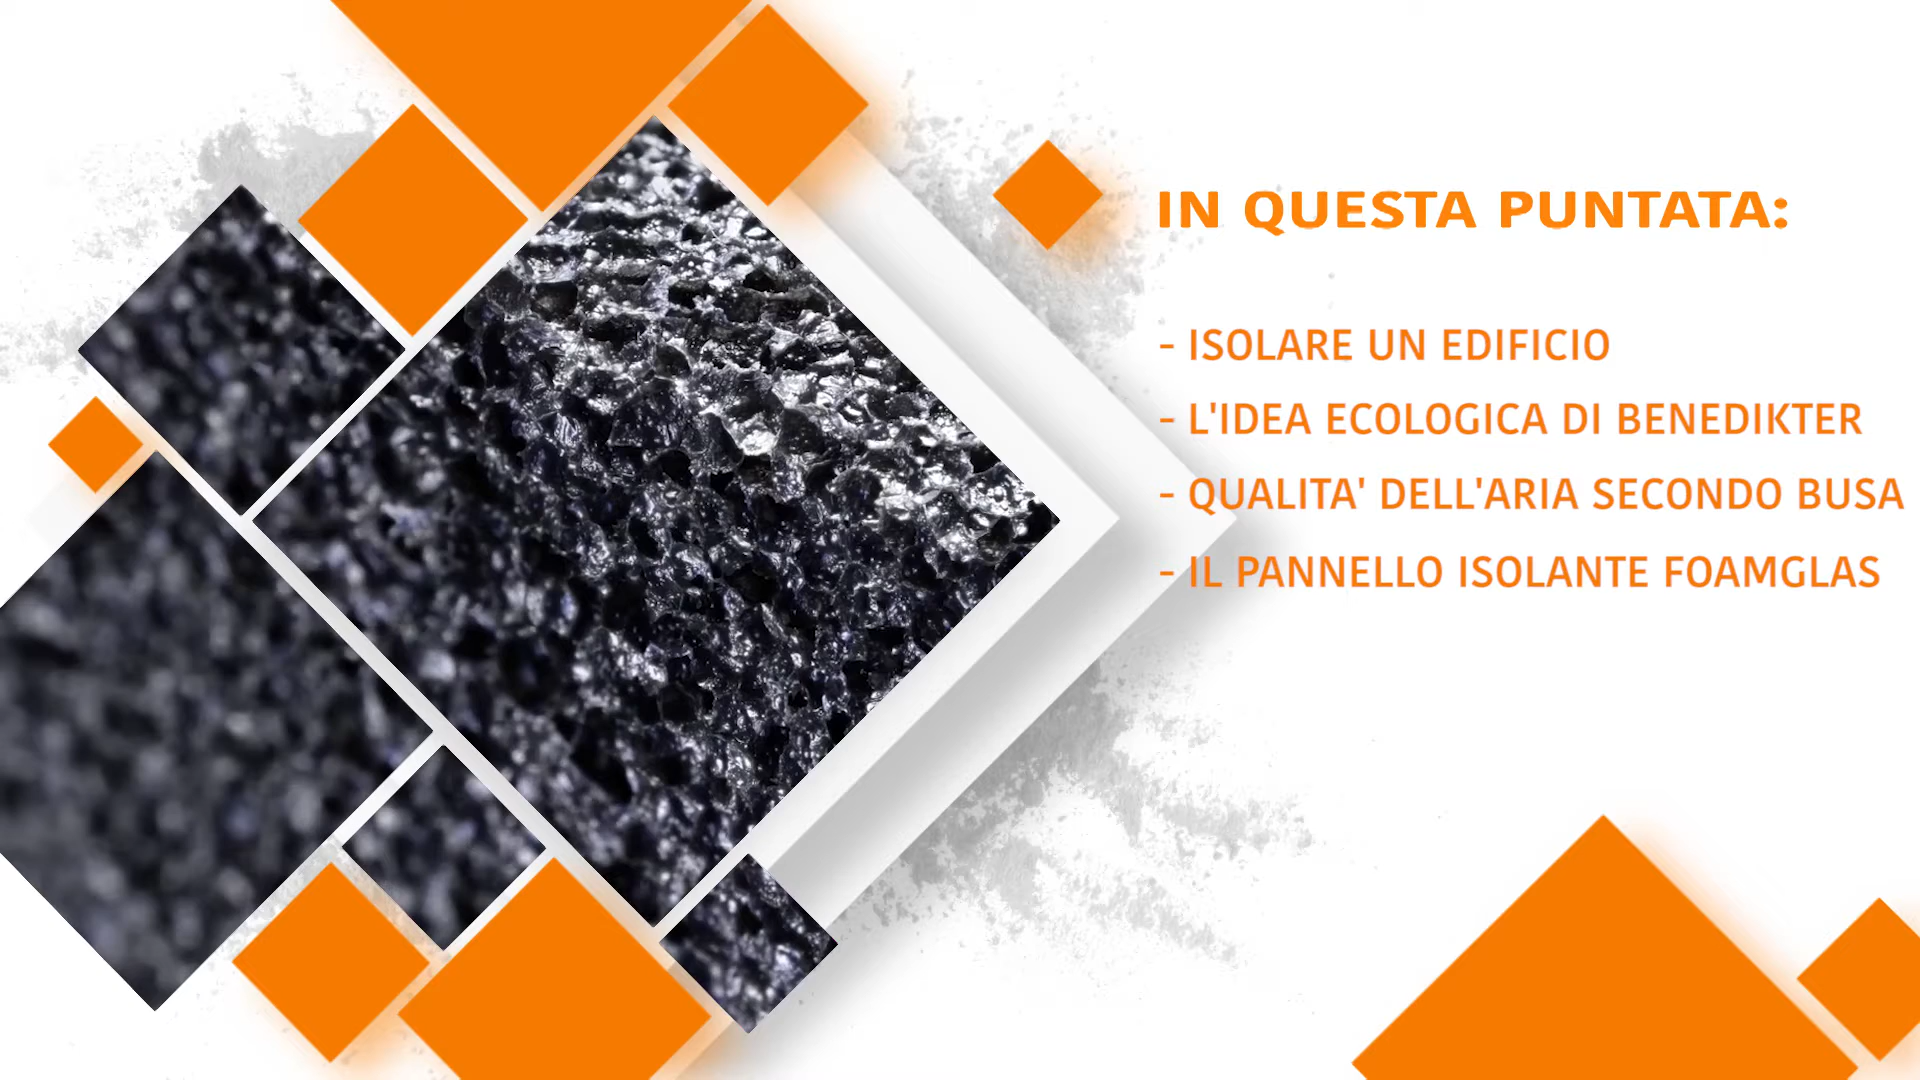 IN QUESTA PUNTATA:
- ISOLARE UN EDIFICIO
- L'IDEA ECOLOGICA DI BENEDIKTER
- QUALITA' DELL'ARIA SECONDO BUSA
- IL PANNELLO ISOLANTE FOAMGLAS